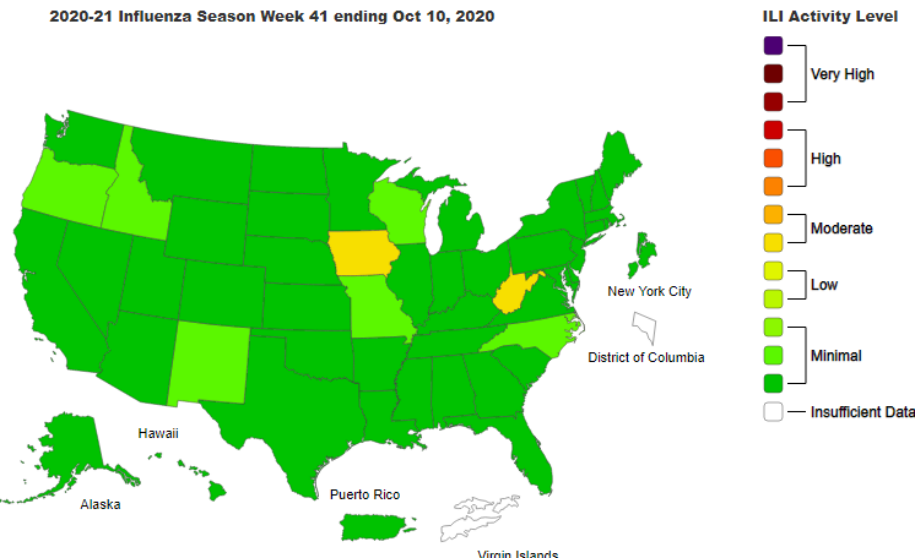 2020-21 Influenza Season Week 41 ending Oct 10, 2020
ILI Activity Level
Very High
High
Moderate
Low
Minimal
Insufficient Data
New York City
District of Columbia
Hawaii
Alaska
Puerto Rico
Virgin Islands